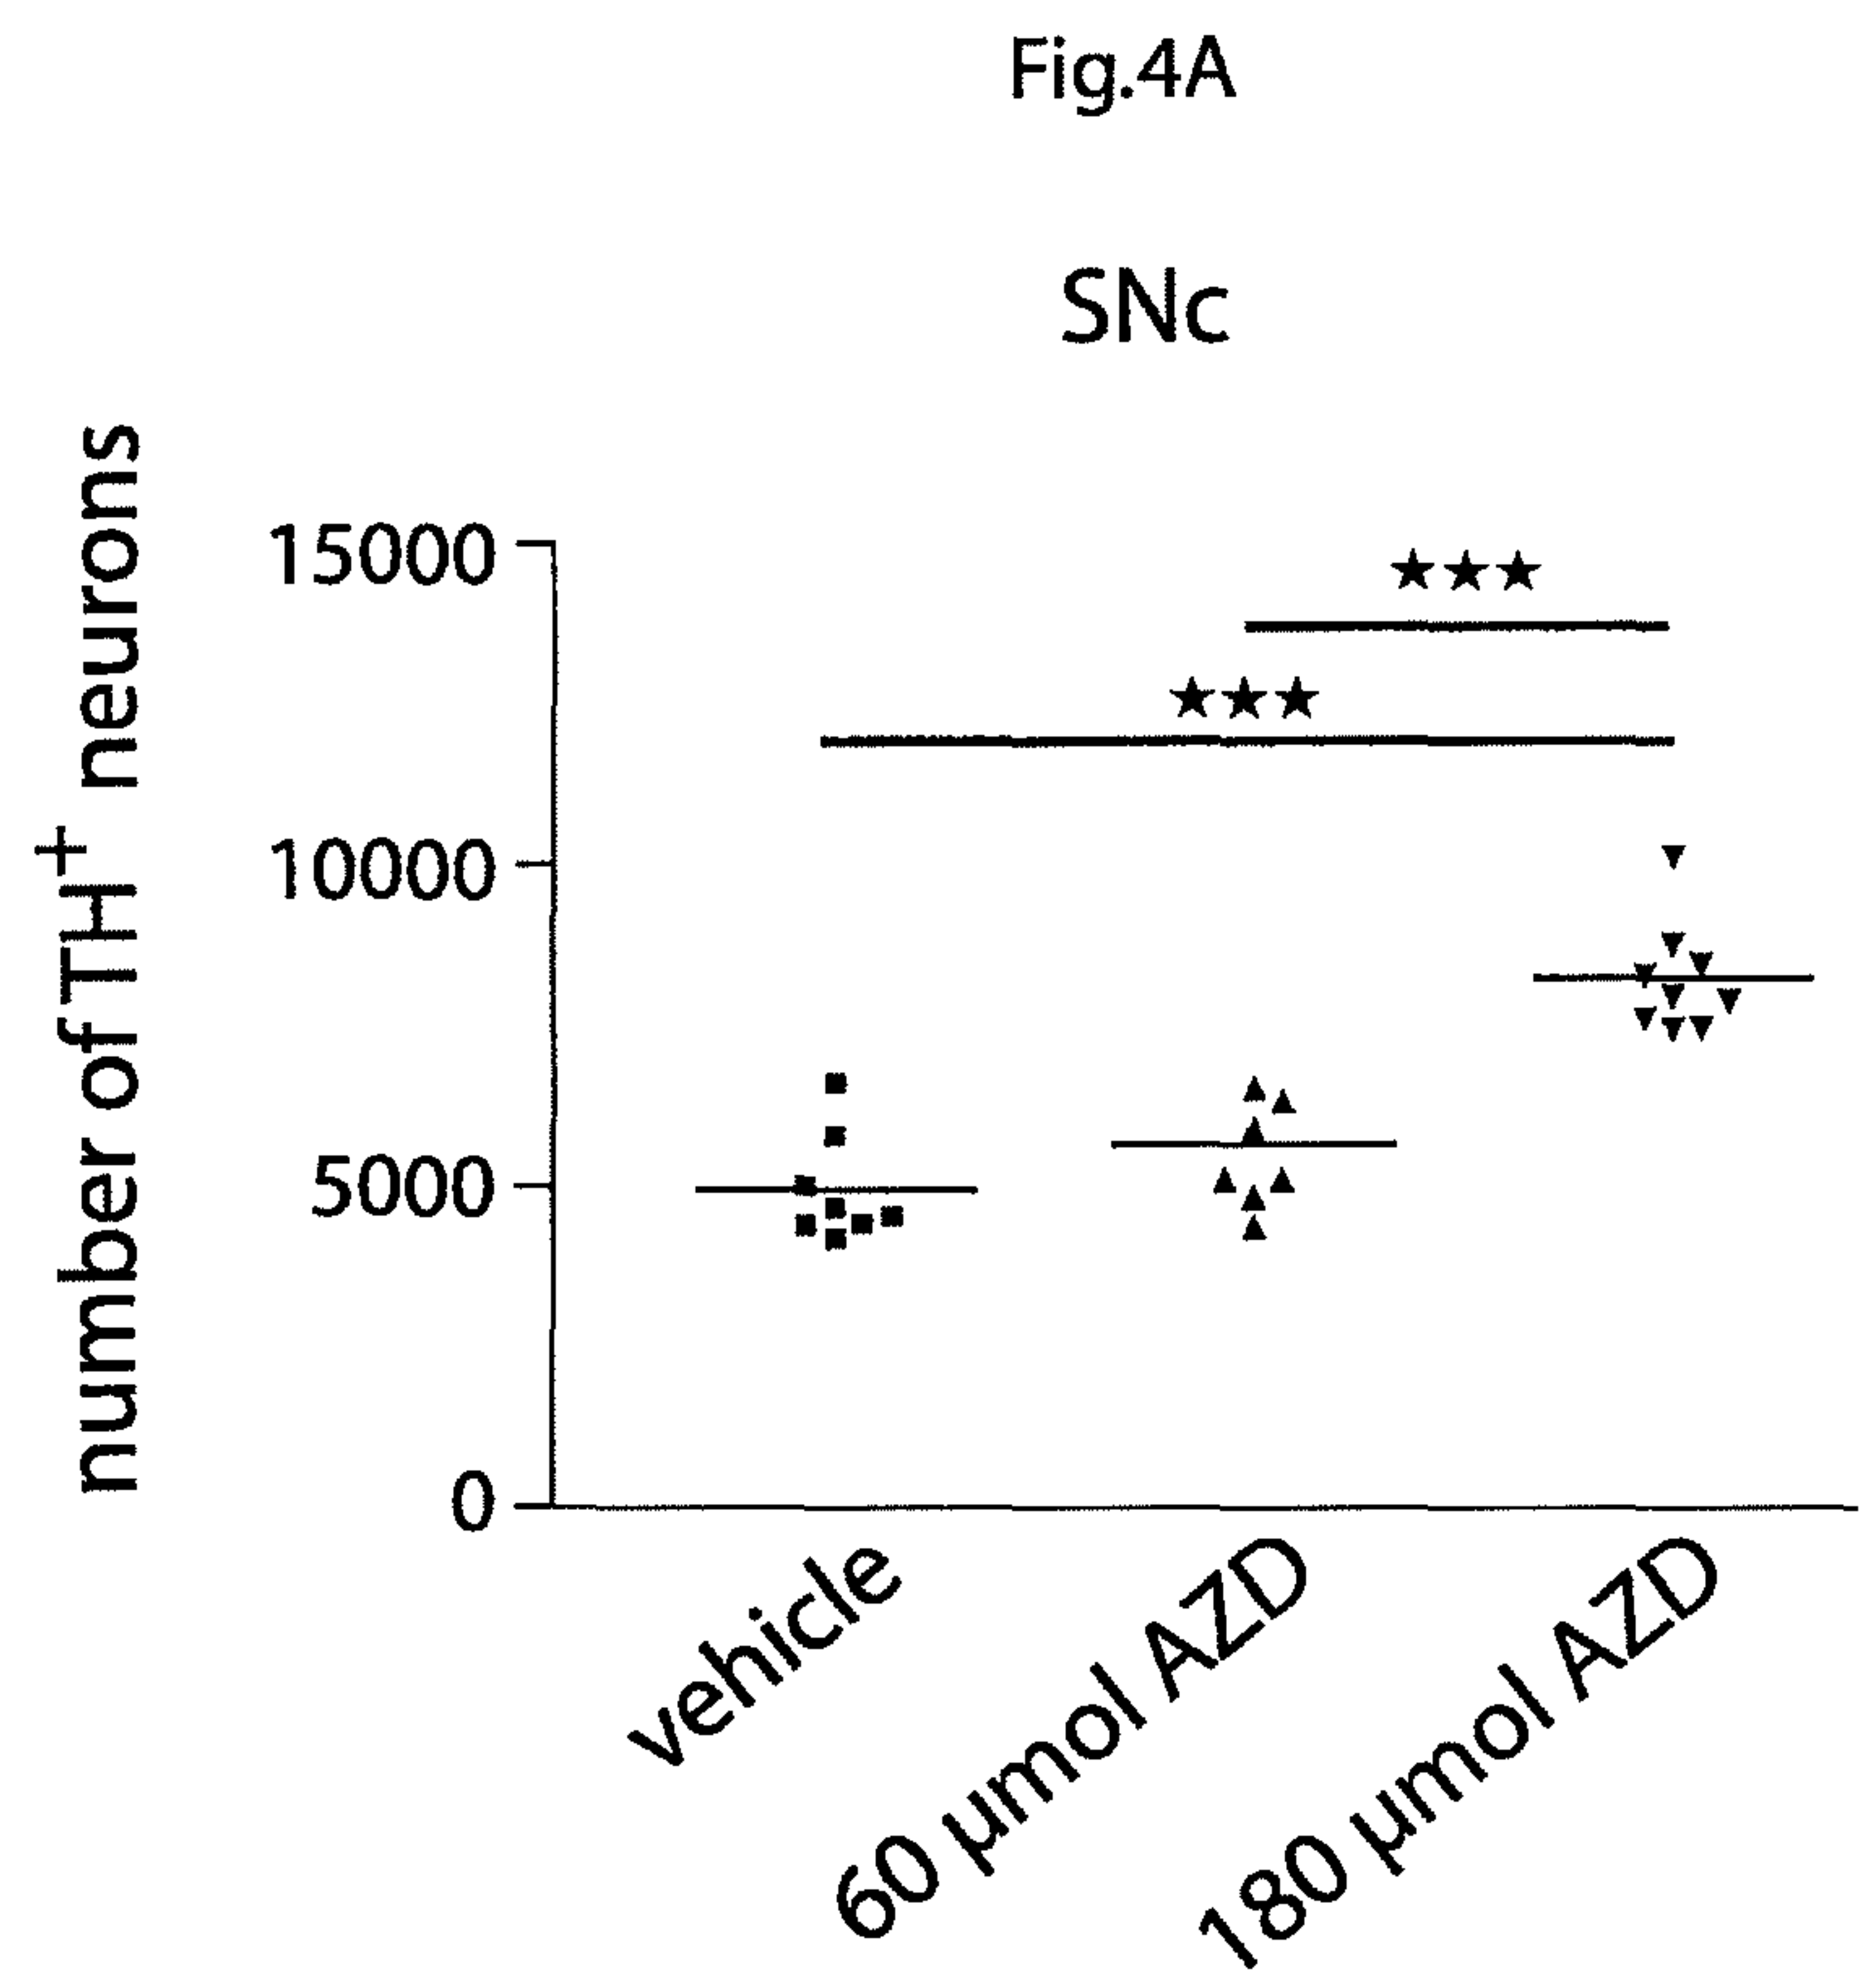 Fig.4A
SNc
number of TH⁺ neurons
15000
★★★
★★★
10000
5000
0
vehicle
60 µmol AZD
180 µmol AZD